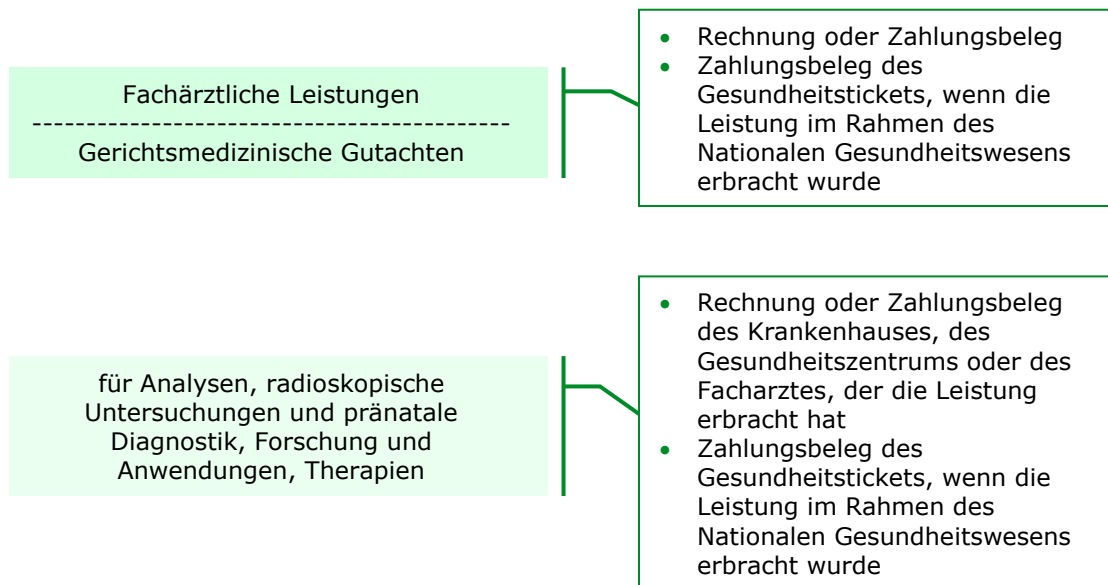 Fachärztliche Leistungen
--------------------------------------------
Gerichtsmedizinische Gutachten
• Rechnung oder Zahlungsbeleg
• Zahlungsbeleg des
Gesundheitstickets, wenn die
Leistung im Rahmen des
Nationalen Gesundheitswesens
erbracht wurde
für Analysen, radioskopische
Untersuchungen und pränatale
Diagnostik, Forschung und
Anwendungen, Therapien
• Rechnung oder Zahlungsbeleg
des Krankenhauses, des
Gesundheitszentrums oder des
Facharztes, der die Leistung
erbracht hat
• Zahlungsbeleg des
Gesundheitstickets, wenn die
Leistung im Rahmen des
Nationalen Gesundheitswesens
erbracht wurde